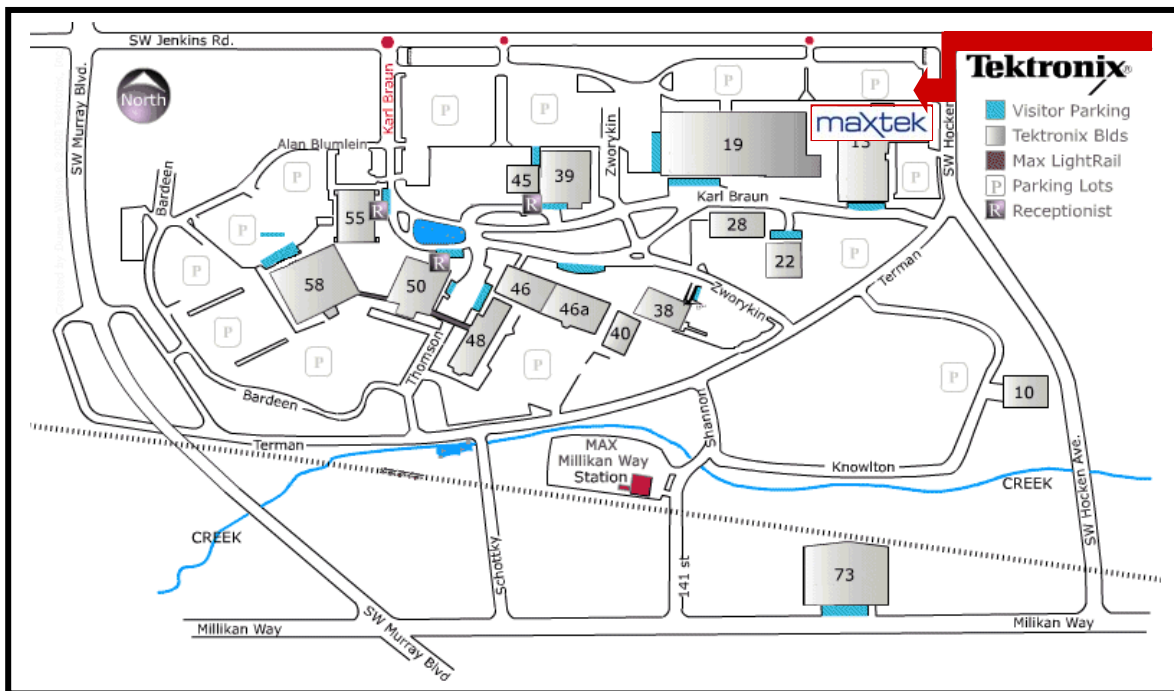 SW Jenkins Rd.
SW Murray Blvd.
North
Karl Braun
P
P
P
P
Tektronix®
Visitor Parking
Tektronix Blds
Max LightRail
P Parking Lots
R Receptionist
maxtek
SW Hocken
Alan Blumlein
Zworykin
19
13
P
P
45
39
Bardeen
R
55
R
Karl Braun
28
P
P
22
P
R
58
50
46
46a
38
Zworykin
Terman
40
48
P
P
P
Thomson
P
10
Bardeen
Shannon
Terman
MAX
Millikan Way
Station
Knowlton
CREEK
SW Hocken Ave.
CREEK
Schottky
141 st
73
Millikan Way
SW Murray Blvd
Milikan Way